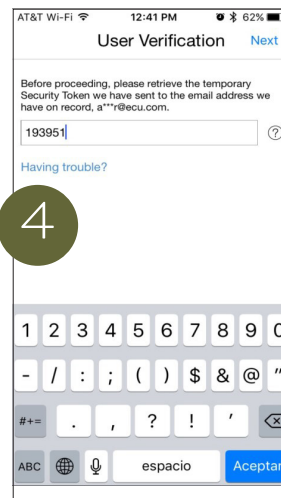 AT&T Wi-Fi 12:41 PM 62%
User Verification Next
Before proceeding, please retrieve the temporary
Security Token we have sent to the email address we
have on record, a***r@ecu.com.
193951 ?
Having trouble?
4
1 2 3 4 5 6 7 8 9 0
- / : ; ( ) $ & @ "
#+= . , ? ! '
ABC espacio Aceptar